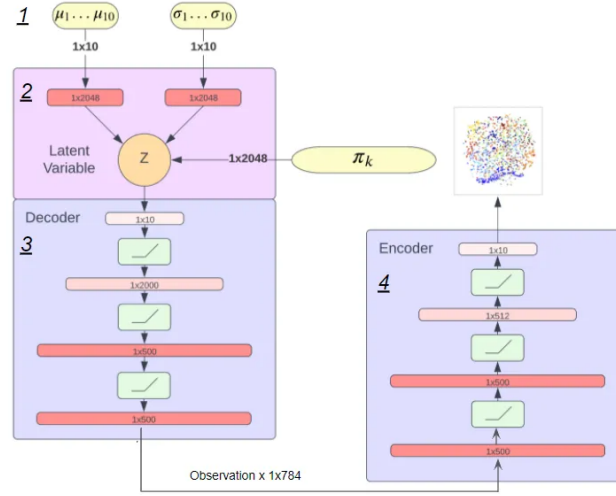 1
μ₁ ... μ₁₀
σ₁ ... σ₁₀
1x10
1x10
2
1x2048
1x2048
Latent
Variable
Z
1x2048
πₖ
Decoder
3
1x10
1x2000
1x500
1x500
Encoder
4
1x10
1x512
1x500
1x500
Observation x 1x784